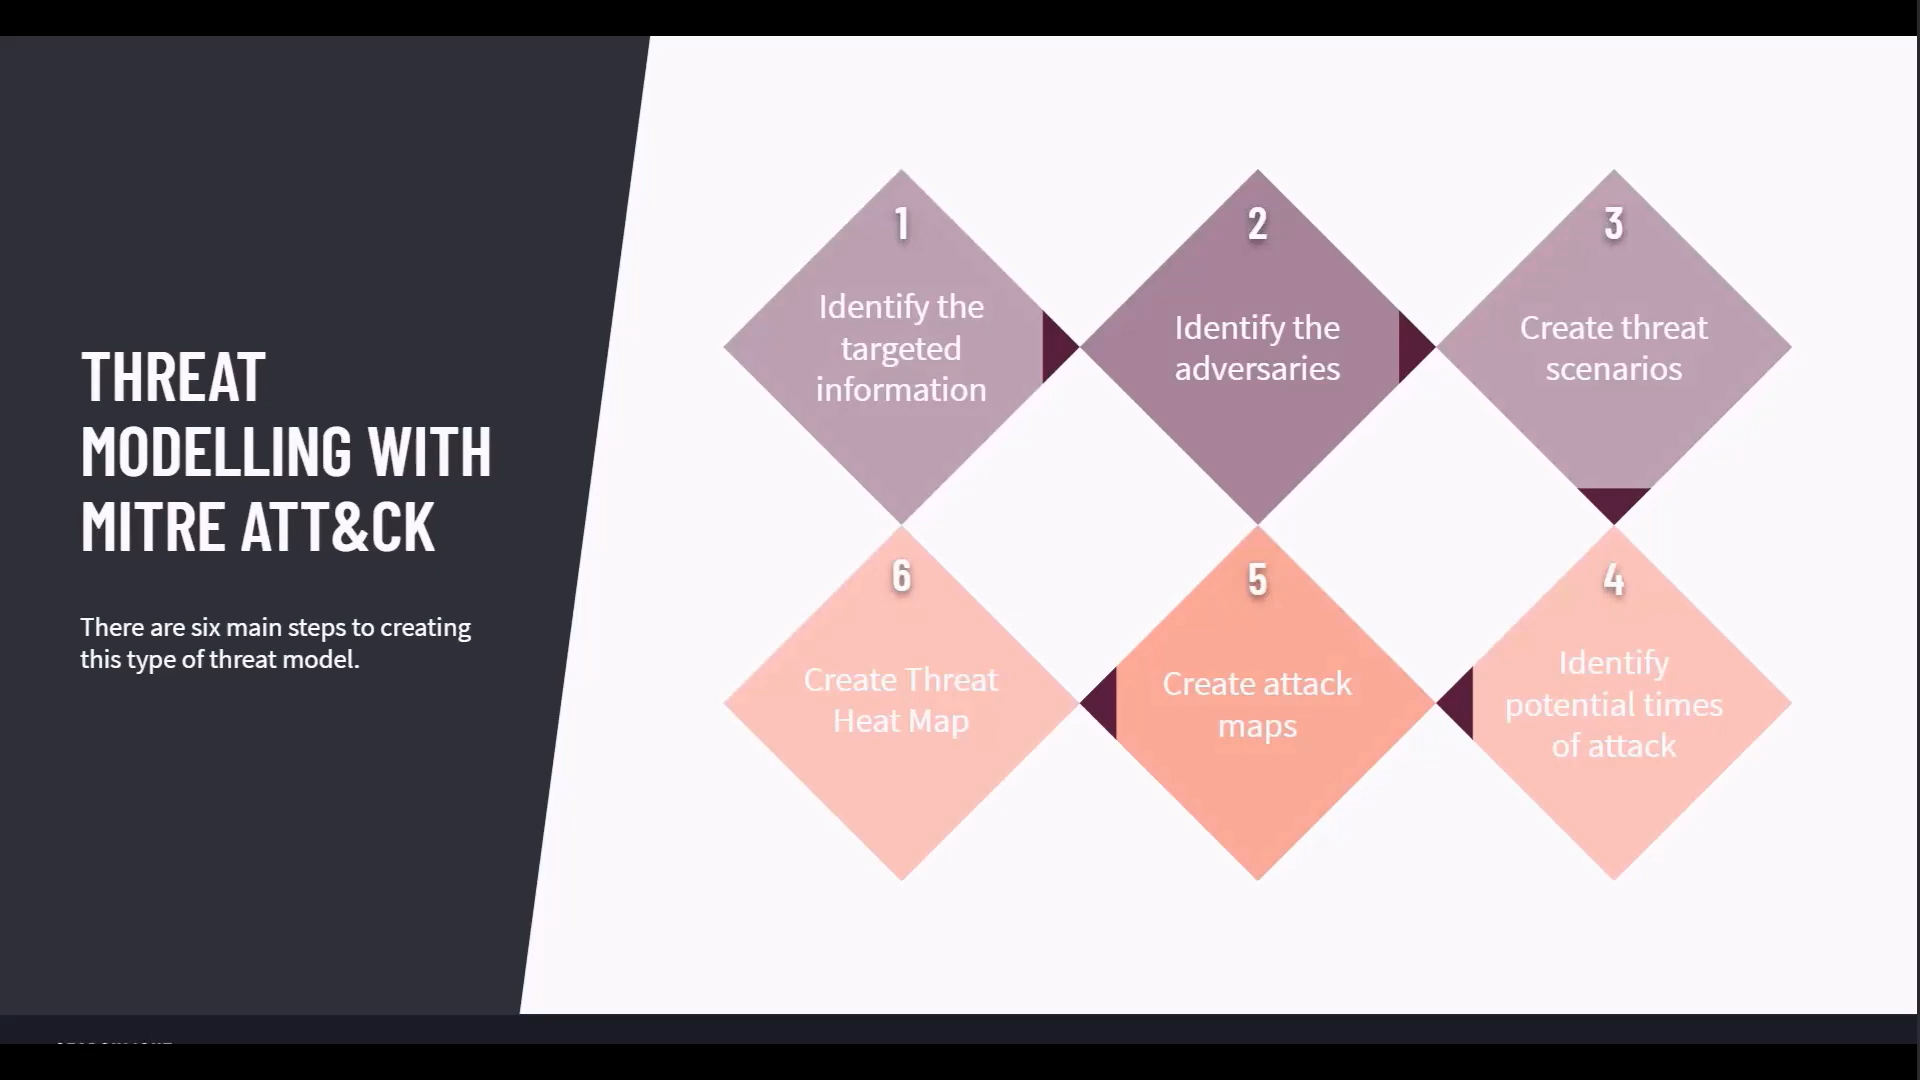 THREAT
MODELLING WITH
MITRE ATT&CK
There are six main steps to creating
this type of threat model.
1
Identify the
targeted
information
2
Identify the
adversaries
3
Create threat
scenarios
4
Identify
potential times
of attack
5
Create attack
maps
6
Create Threat
Heat Map